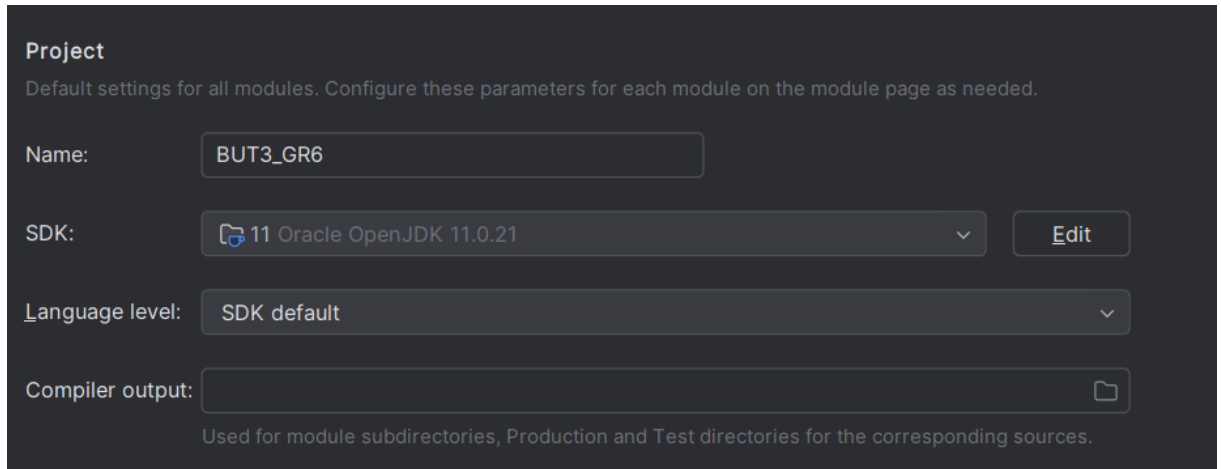 Project
Default settings for all modules. Configure these parameters for each module on the module page as needed.
Name: BUT3_GR6
SDK: 11 Oracle OpenJDK 11.0.21 Edit
Language level: SDK default
Compiler output:
Used for module subdirectories, Production and Test directories for the corresponding sources.